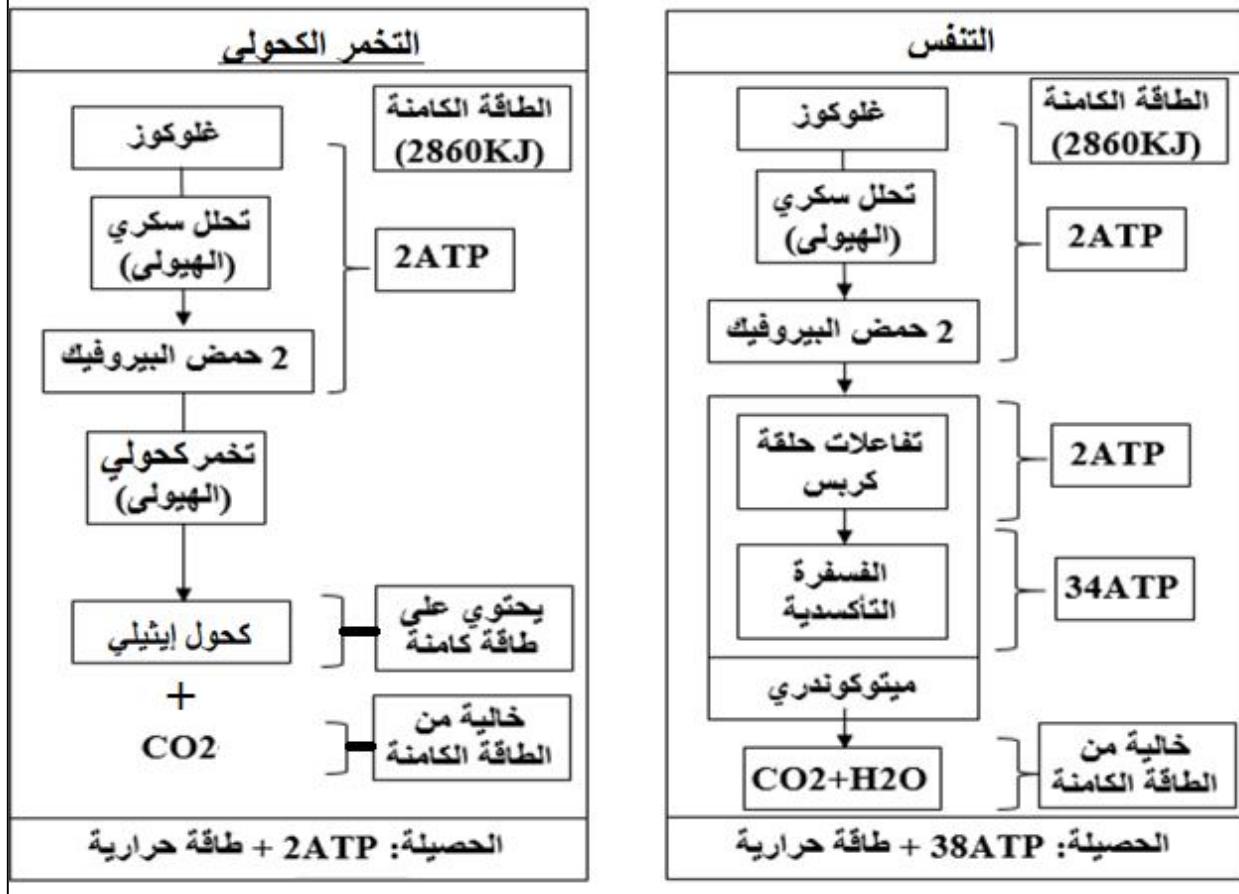 التنفس
الطاقة الكامنة
(2860KJ)
غلوكوز
تحلل سكري
(الهيولى)
2ATP
2 حمض البيروفيك
تفاعلات حلقة
كربس
2ATP
الفسفرة
التأكسدية
34ATP
ميتوكوندري
CO2+H2O
خالية من
الطاقة الكامنة
الحصيلة: 38ATP + طاقة حرارية
التخمر الكحولي
الطاقة الكامنة
(2860KJ)
غلوكوز
تحلل سكري
(الهيولى)
2ATP
2 حمض البيروفيك
تخمر كحولي
(الهيولى)
كحول إيثيلي
يحتوي على
طاقة كامنة
+
CO2
خالية من
الطاقة الكامنة
الحصيلة: 2ATP + طاقة حرارية